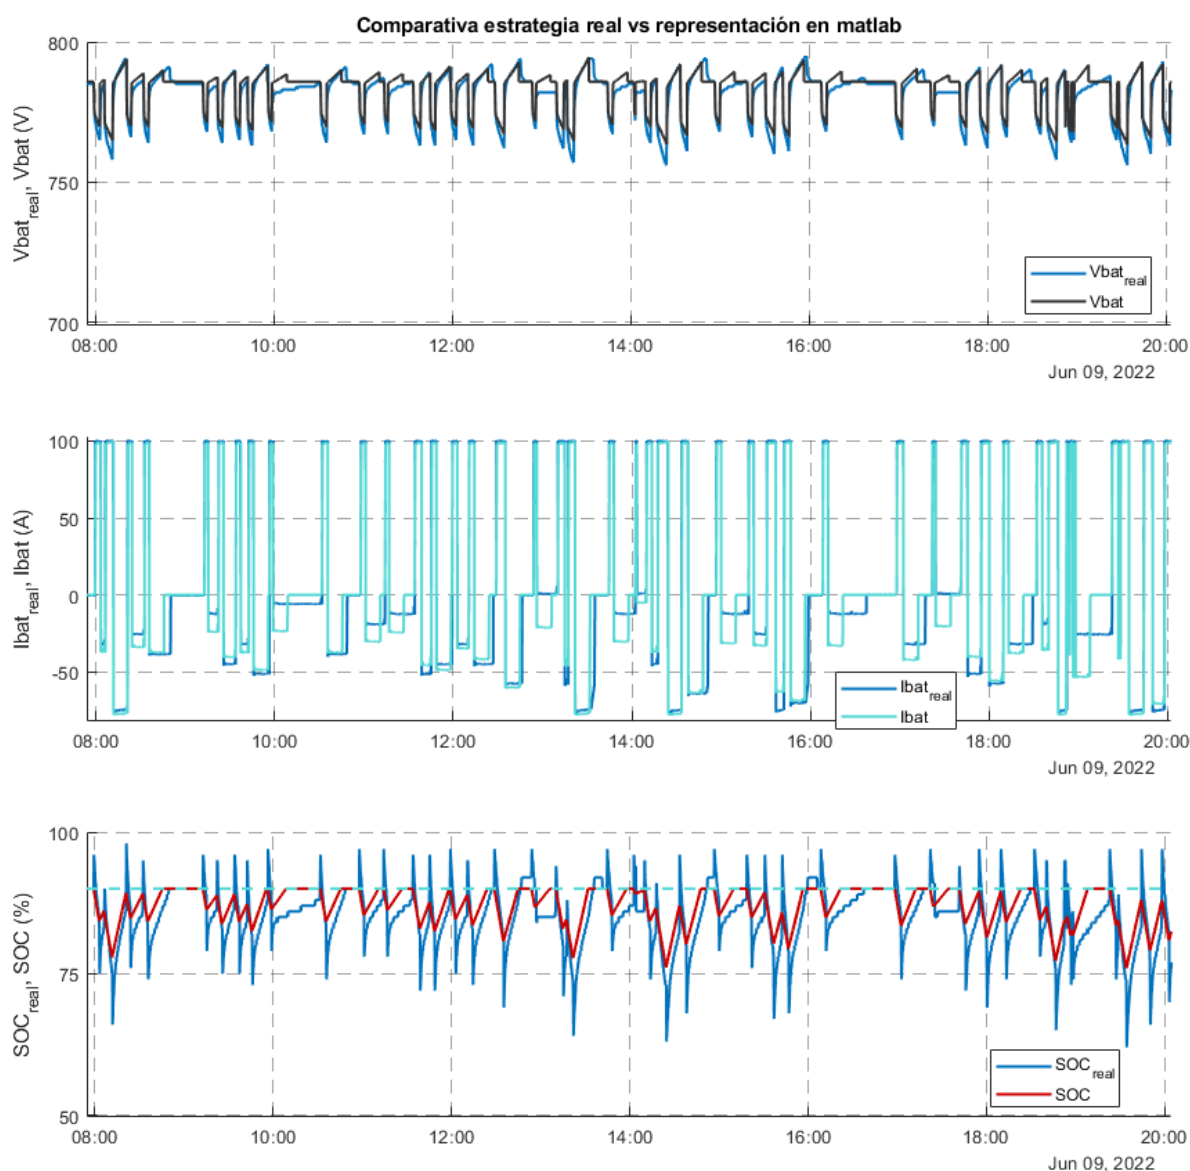 Comparativa estrategia real vs representación en matlab
Vbat_real, Vbat (V)
800
750
700
Vbat_real
Vbat
08:00 10:00 12:00 14:00 16:00 18:00 20:00
Jun 09, 2022
Ibat_real, Ibat (A)
100
50
0
-50
Ibat_real
Ibat
08:00 10:00 12:00 14:00 16:00 18:00 20:00
Jun 09, 2022
SOC_real, SOC (%)
100
75
50
SOC_real
SOC
08:00 10:00 12:00 14:00 16:00 18:00 20:00
Jun 09, 2022